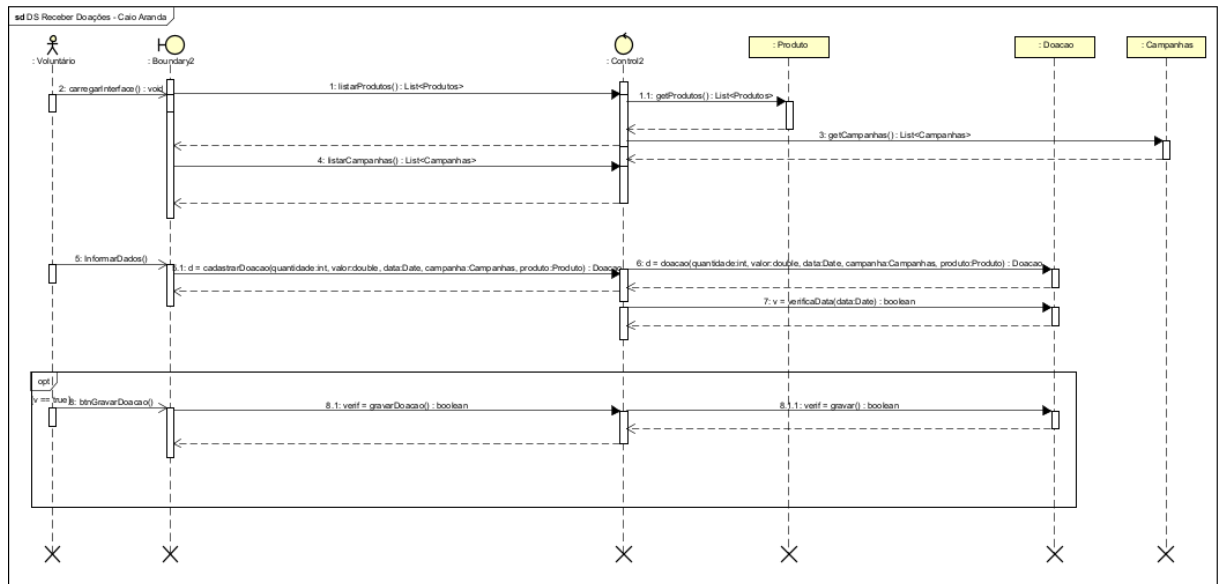 sd DS Receber Doações - Caio Aranda
: Voluntário
: Boundary2
: Control2
: Produto
: Doacao
: Campanhas
2: carregarInterface() : void
1: listarProdutos() : List<Produtos>
1.1: getProdutos() : List<Produtos>
3: getCampanhas() : List<Campanhas>
4: listarCampanhas() : List<Campanhas>
5: InformarDados()
5.1: d = cadastrarDoacao(quantidade:int, valor:double, data:Date, campanha:Campanhas, produto:Produto) : Doacao
6: d = doacao(quantidade:int, valor:double, data:Date, campanha:Campanhas, produto:Produto) : Doacao
7: v = verificaData(data:Date) : boolean
opt
[v == true]
8: btnGravarDoacao()
8.1: verif = gravarDoacao() : boolean
8.1.1: verif = gravar() : boolean